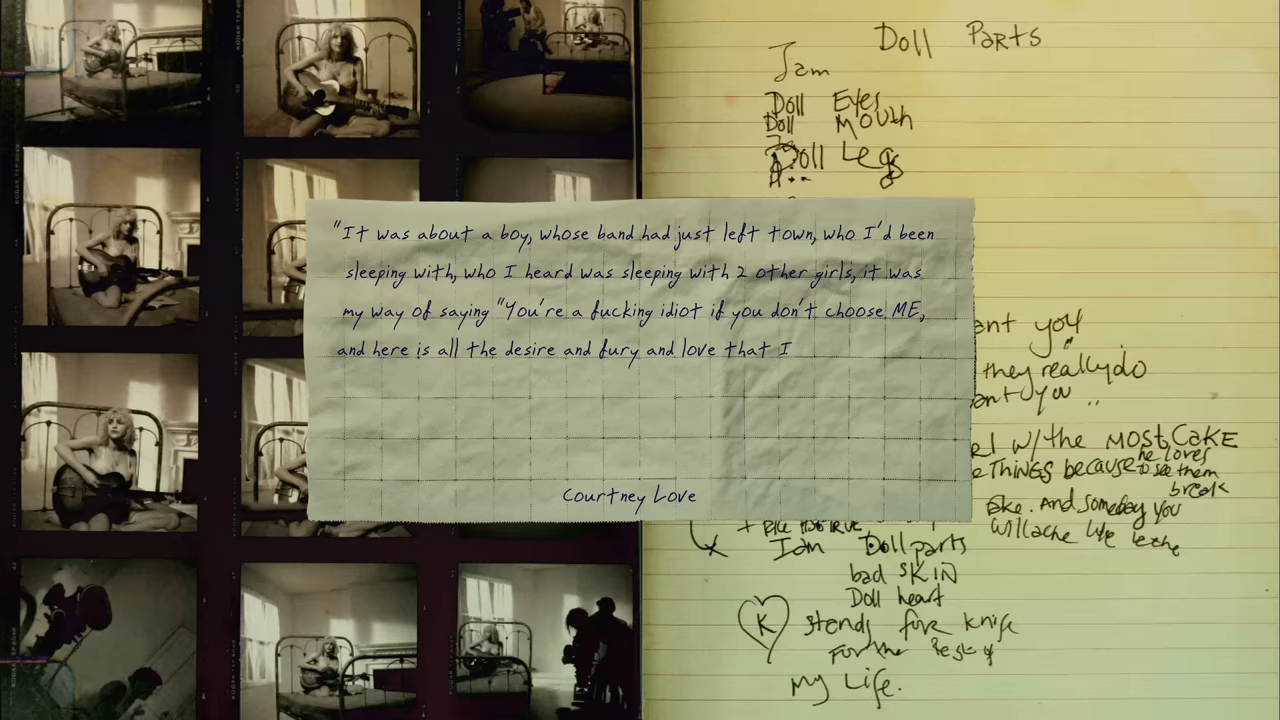 Doll Parts
I am
Doll Eyes
Doll Mouth
Doll Legs
"It was about a boy, whose band had just left town, who I'd been
sleeping with, who I heard was sleeping with 2 other girls, it was
my way of saying "You're a fucking idiot if you don't choose ME,
and here is all the desire and fury and love that I
Courtney Love
ant you
they really do
ant you ..
w/ the MOST CAKE
THINGS because he loves
to see them
break
ake. And someday you
will ache like
I am Doll parts
bad SKIN
Doll heart
K stands for knife
For the Rest of
My Life.